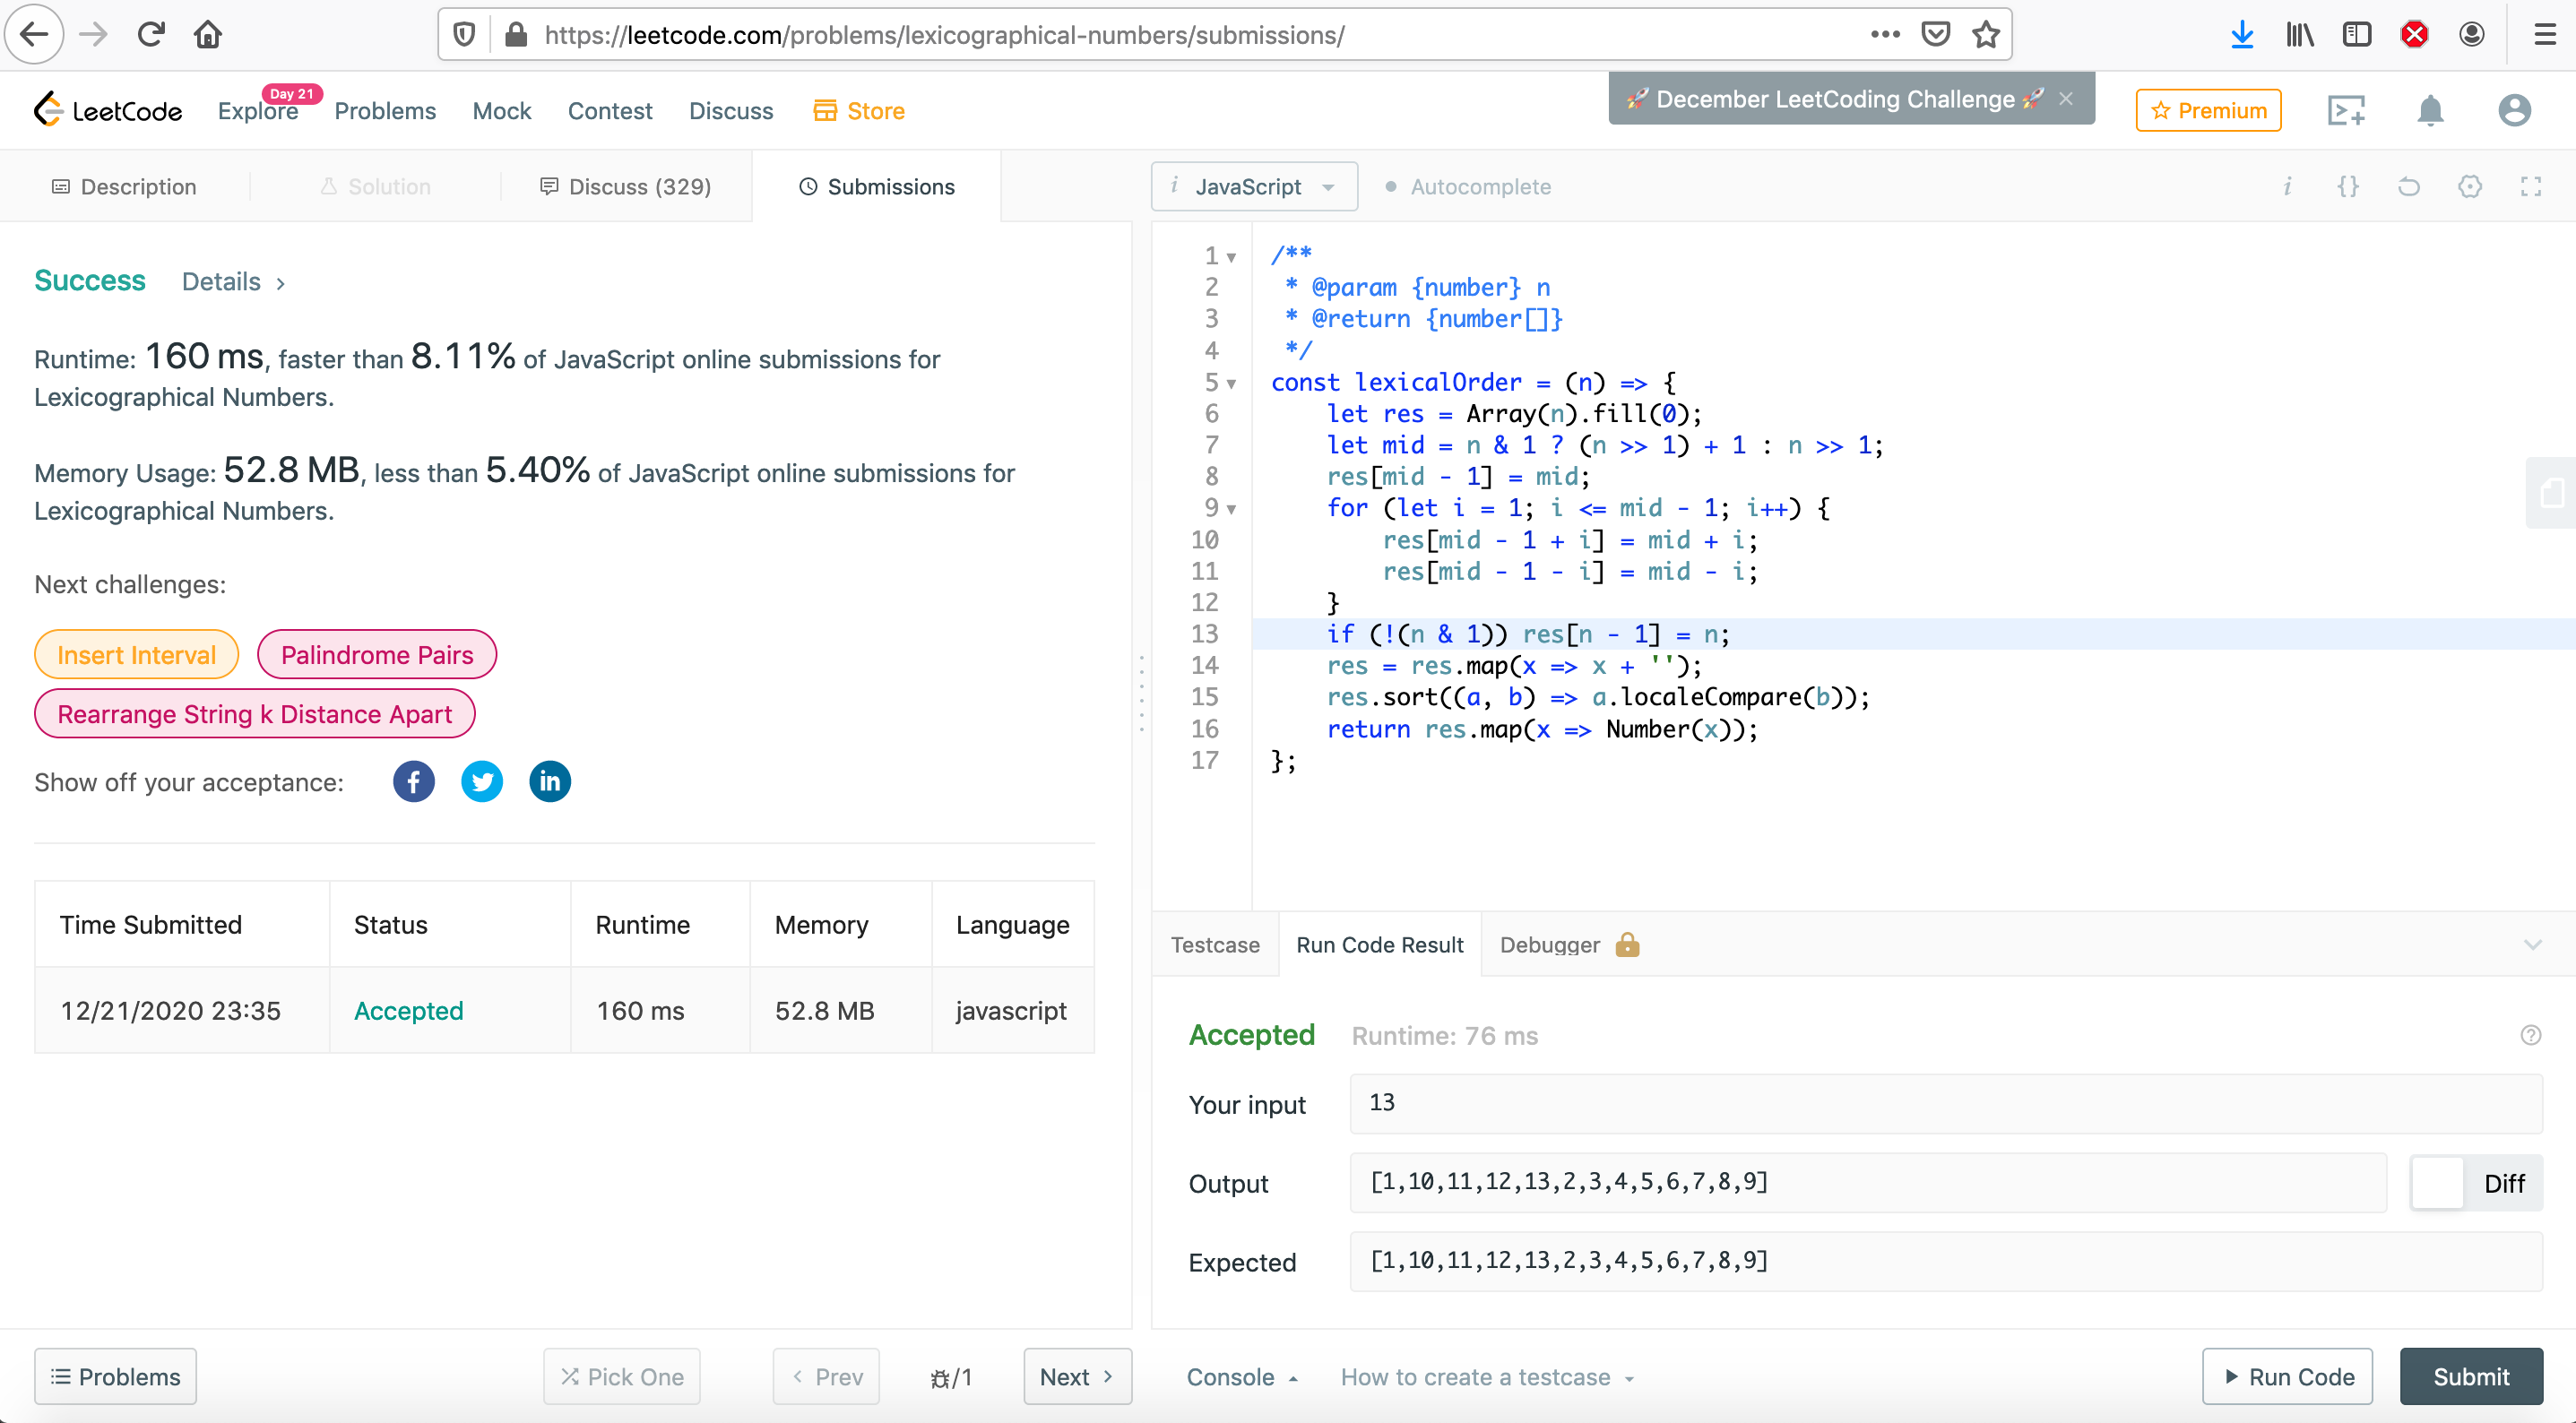 https://leetcode.com/problems/lexicographical-numbers/submissions/
LeetCode
Explore
Day 21
Problems
Mock
Contest
Discuss
Store
🚀 December LeetCoding Challenge 🚀
Premium
Description
Solution
Discuss (329)
Submissions
i JavaScript
Autocomplete
Success
Details
Runtime: 160 ms, faster than 8.11% of JavaScript online submissions for
Lexicographical Numbers.
Memory Usage: 52.8 MB, less than 5.40% of JavaScript online submissions for
Lexicographical Numbers.
Next challenges:
Insert Interval
Palindrome Pairs
Rearrange String k Distance Apart
Show off your acceptance:
Time Submitted Status Runtime Memory Language
12/21/2020 23:35 Accepted 160 ms 52.8 MB javascript
1 /**
2 * @param {number} n
3 * @return {number[]}
4 */
5 const lexicalOrder = (n) => {
6 let res = Array(n).fill(0);
7 let mid = n & 1 ? (n >> 1) + 1 : n >> 1;
8 res[mid - 1] = mid;
9 for (let i = 1; i <= mid - 1; i++) {
10 res[mid - 1 + i] = mid + i;
11 res[mid - 1 - i] = mid - i;
12 }
13 if (!(n & 1)) res[n - 1] = n;
14 res = res.map(x => x + '');
15 res.sort((a, b) => a.localeCompare(b));
16 return res.map(x => Number(x));
17 };
Testcase
Run Code Result
Debugger
Accepted
Runtime: 76 ms
Your input
13
Output
[1,10,11,12,13,2,3,4,5,6,7,8,9]
Diff
Expected
[1,10,11,12,13,2,3,4,5,6,7,8,9]
Problems
Pick One
Prev
/1
Next
Console
How to create a testcase
Run Code
Submit